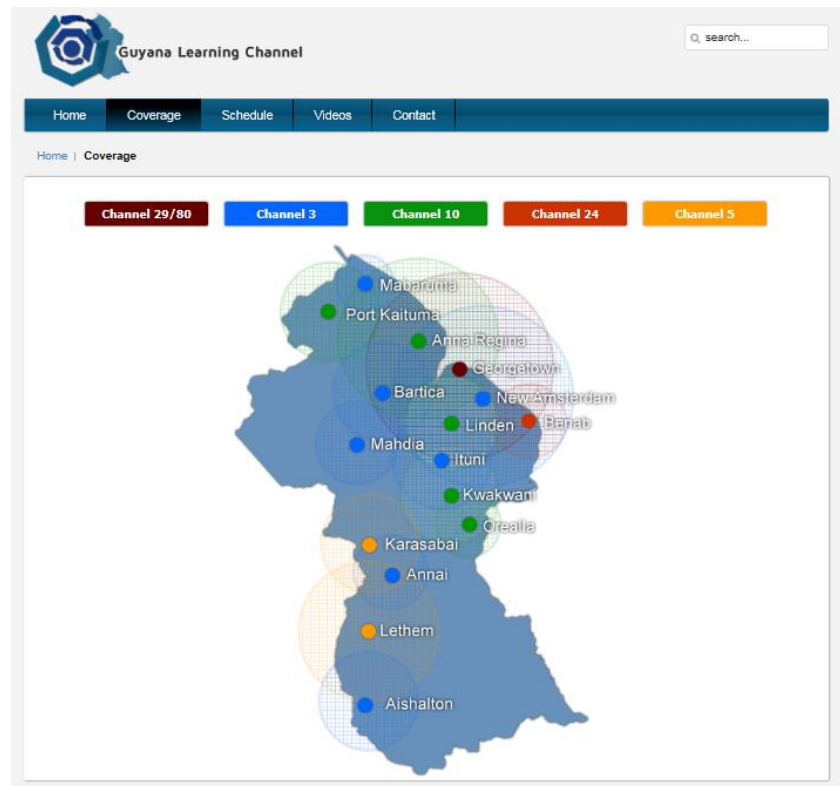 Guyana Learning Channel
search...
Home Coverage Schedule Videos Contact
Home | Coverage
Channel 29/80 Channel 3 Channel 10 Channel 24 Channel 5
Mabaruma
Port Kaituma
Anna Regina
Georgetown
Bartica
New Amsterdam
Linden
Benab
Mahdia
Ituni
Kwakwani
Orealla
Karasabai
Annai
Lethem
Aishalton